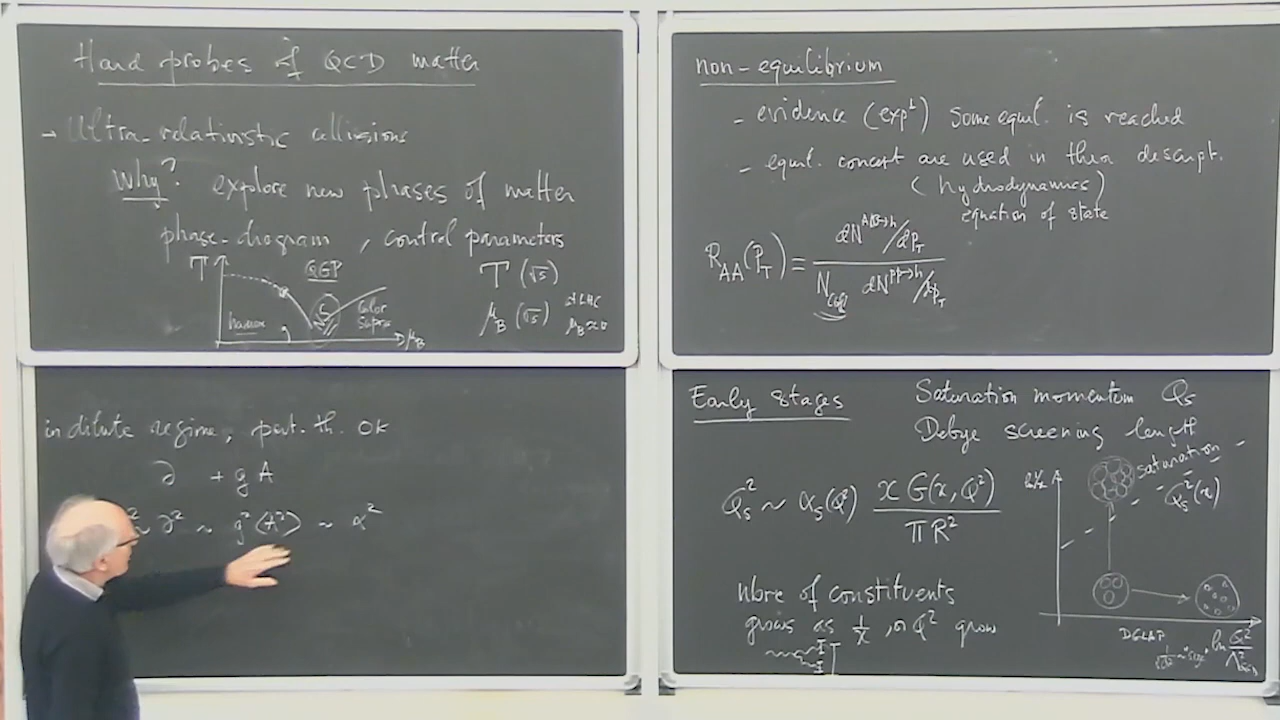 Hard probes of QCD matter
→ Ultra-relativistic collisions
Why? explore new phases of matter
phase-diagram, control parameters
T
QGP
T (√s)
hadron
Color
Supra
μ_B (√s)
at LHC
μ_B ≈ 0
μ_B
non-equilibrium
- evidence (exp^t) some equil. is reached
- equil. concept are used in their descript.
(hydrodynamics)
equation of state
R_AA(P_T) = dN^{AA→h}/dp_T / N_coll dN^{pp→h}/dp_T
in dilute regime, pert. th. OK
∂ + g A
∂² ~ g²⟨A²⟩ ~
Early stages
Saturation momentum Q_s
Debye screening length
Q_s² ~ α_s(Q²) x G(x, Q²) / π R²
ln 1/x
saturation
Q_s²(x)
nbre of constituents
grows as 1/x, or Q² grow
DGLAP
ln Q²/Λ²_QCD